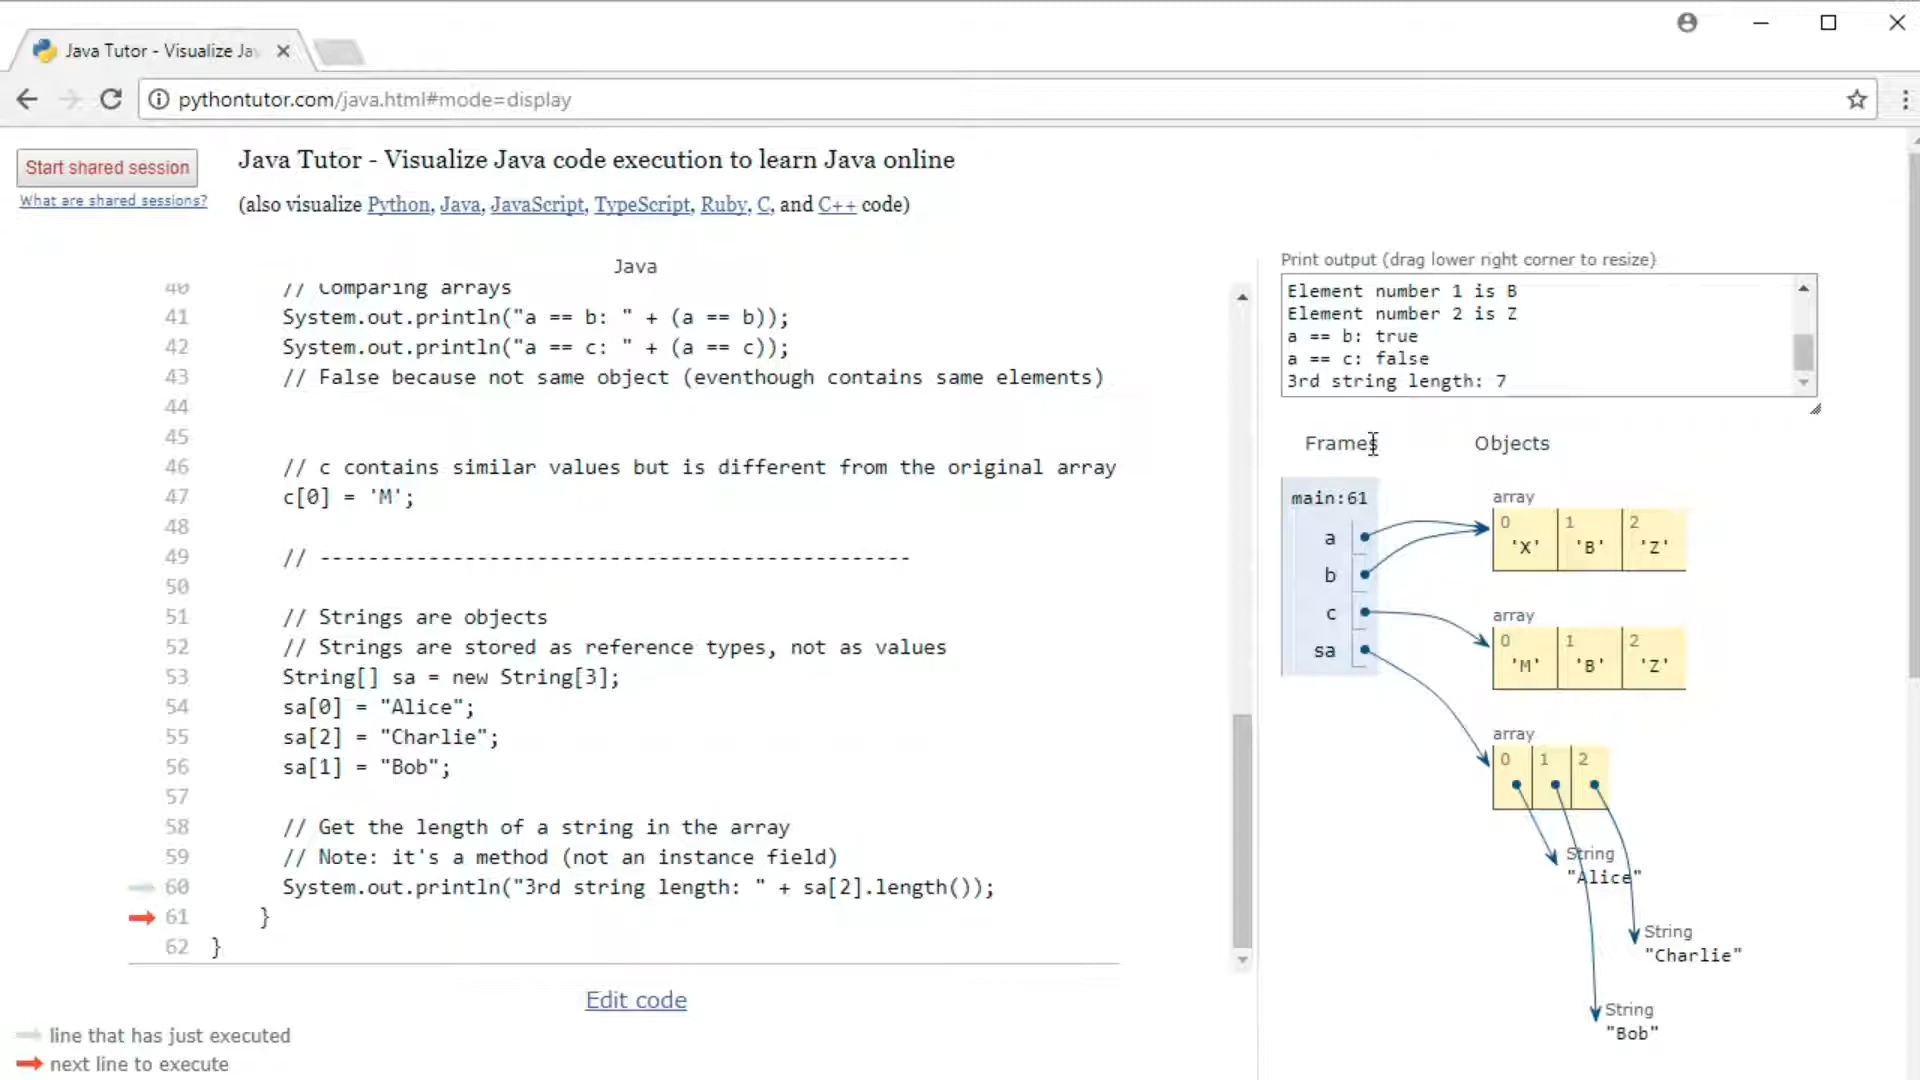 Java Tutor - Visualize Jav
pythontutor.com/java.html#mode=display
Start shared session
What are shared sessions?
Java Tutor - Visualize Java code execution to learn Java online
(also visualize Python, Java, JavaScript, TypeScript, Ruby, C, and C++ code)
Java
40 // Comparing arrays
41 System.out.println("a == b: " + (a == b));
42 System.out.println("a == c: " + (a == c));
43 // False because not same object (eventhough contains same elements)
44
45
46 // c contains similar values but is different from the original array
47 c[0] = 'M';
48
49 // -------------------------------------------------
50
51 // Strings are objects
52 // Strings are stored as reference types, not as values
53 String[] sa = new String[3];
54 sa[0] = "Alice";
55 sa[2] = "Charlie";
56 sa[1] = "Bob";
57
58 // Get the length of a string in the array
59 // Note: it's a method (not an instance field)
60 System.out.println("3rd string length: " + sa[2].length());
61 }
62 }
Edit code
line that has just executed
next line to execute
Print output (drag lower right corner to resize)
Element number 1 is B
Element number 2 is Z
a == b: true
a == c: false
3rd string length: 7
Frames
Objects
main:61
a
b
c
sa
array
0 1 2
'X' 'B' 'Z'
array
0 1 2
'M' 'B' 'Z'
array
0 1 2
String
"Alice"
String
"Charlie"
String
"Bob"